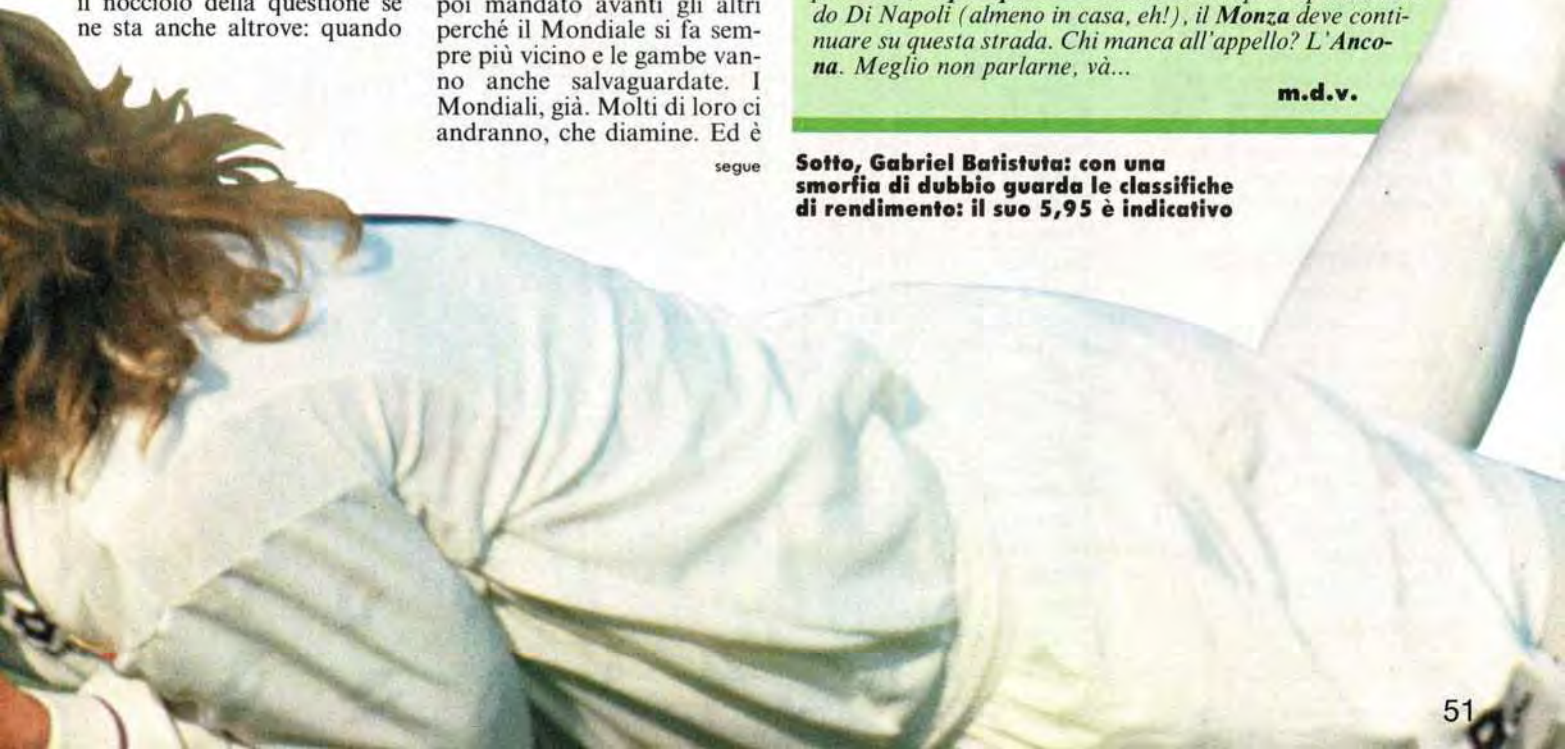 il nocciolo della questione se
ne sta anche altrove: quando
poi mandato avanti gli altri
perché il Mondiale si fa sem-
pre più vicino e le gambe van-
no anche salvaguardate. I
Mondiali, già. Molti di loro ci
andranno, che diamine. Ed è
segue
do Di Napoli (almeno in casa, eh!), il Monza deve conti-
nuare su questa strada. Chi manca all'appello? L'Anco-
na. Meglio non parlarne, và...
m.d.v.
Sotto, Gabriel Batistuta: con una
smorfia di dubbio guarda le classifiche
di rendimento: il suo 5,95 è indicativo
51